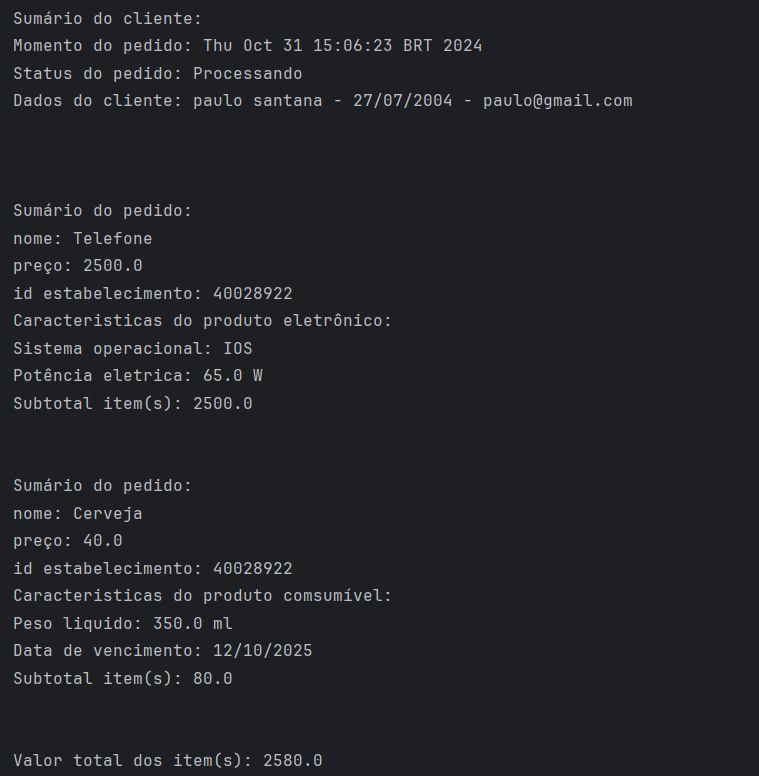 Sumário do cliente:
Momento do pedido: Thu Oct 31 15:06:23 BRT 2024
Status do pedido: Processando
Dados do cliente: paulo santana - 27/07/2004 - paulo@gmail.com
Sumário do pedido:
nome: Telefone
preço: 2500.0
id estabelecimento: 40028922
Caracteristicas do produto eletrônico:
Sistema operacional: IOS
Potência eletrica: 65.0 W
Subtotal item(s): 2500.0
Sumário do pedido:
nome: Cerveja
preço: 40.0
id estabelecimento: 40028922
Caracteristicas do produto comsumível:
Peso liquido: 350.0 ml
Data de vencimento: 12/10/2025
Subtotal item(s): 80.0
Valor total dos item(s): 2580.0